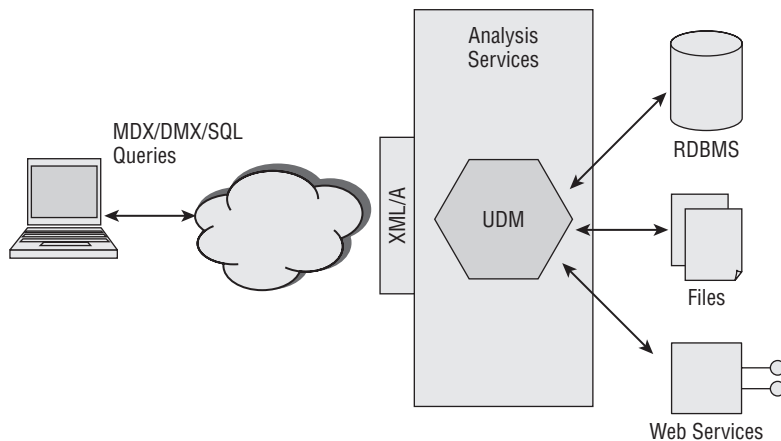 Analysis
Services
MDX/DMX/SQL
Queries
XML/A
UDM
RDBMS
Files
Web Services